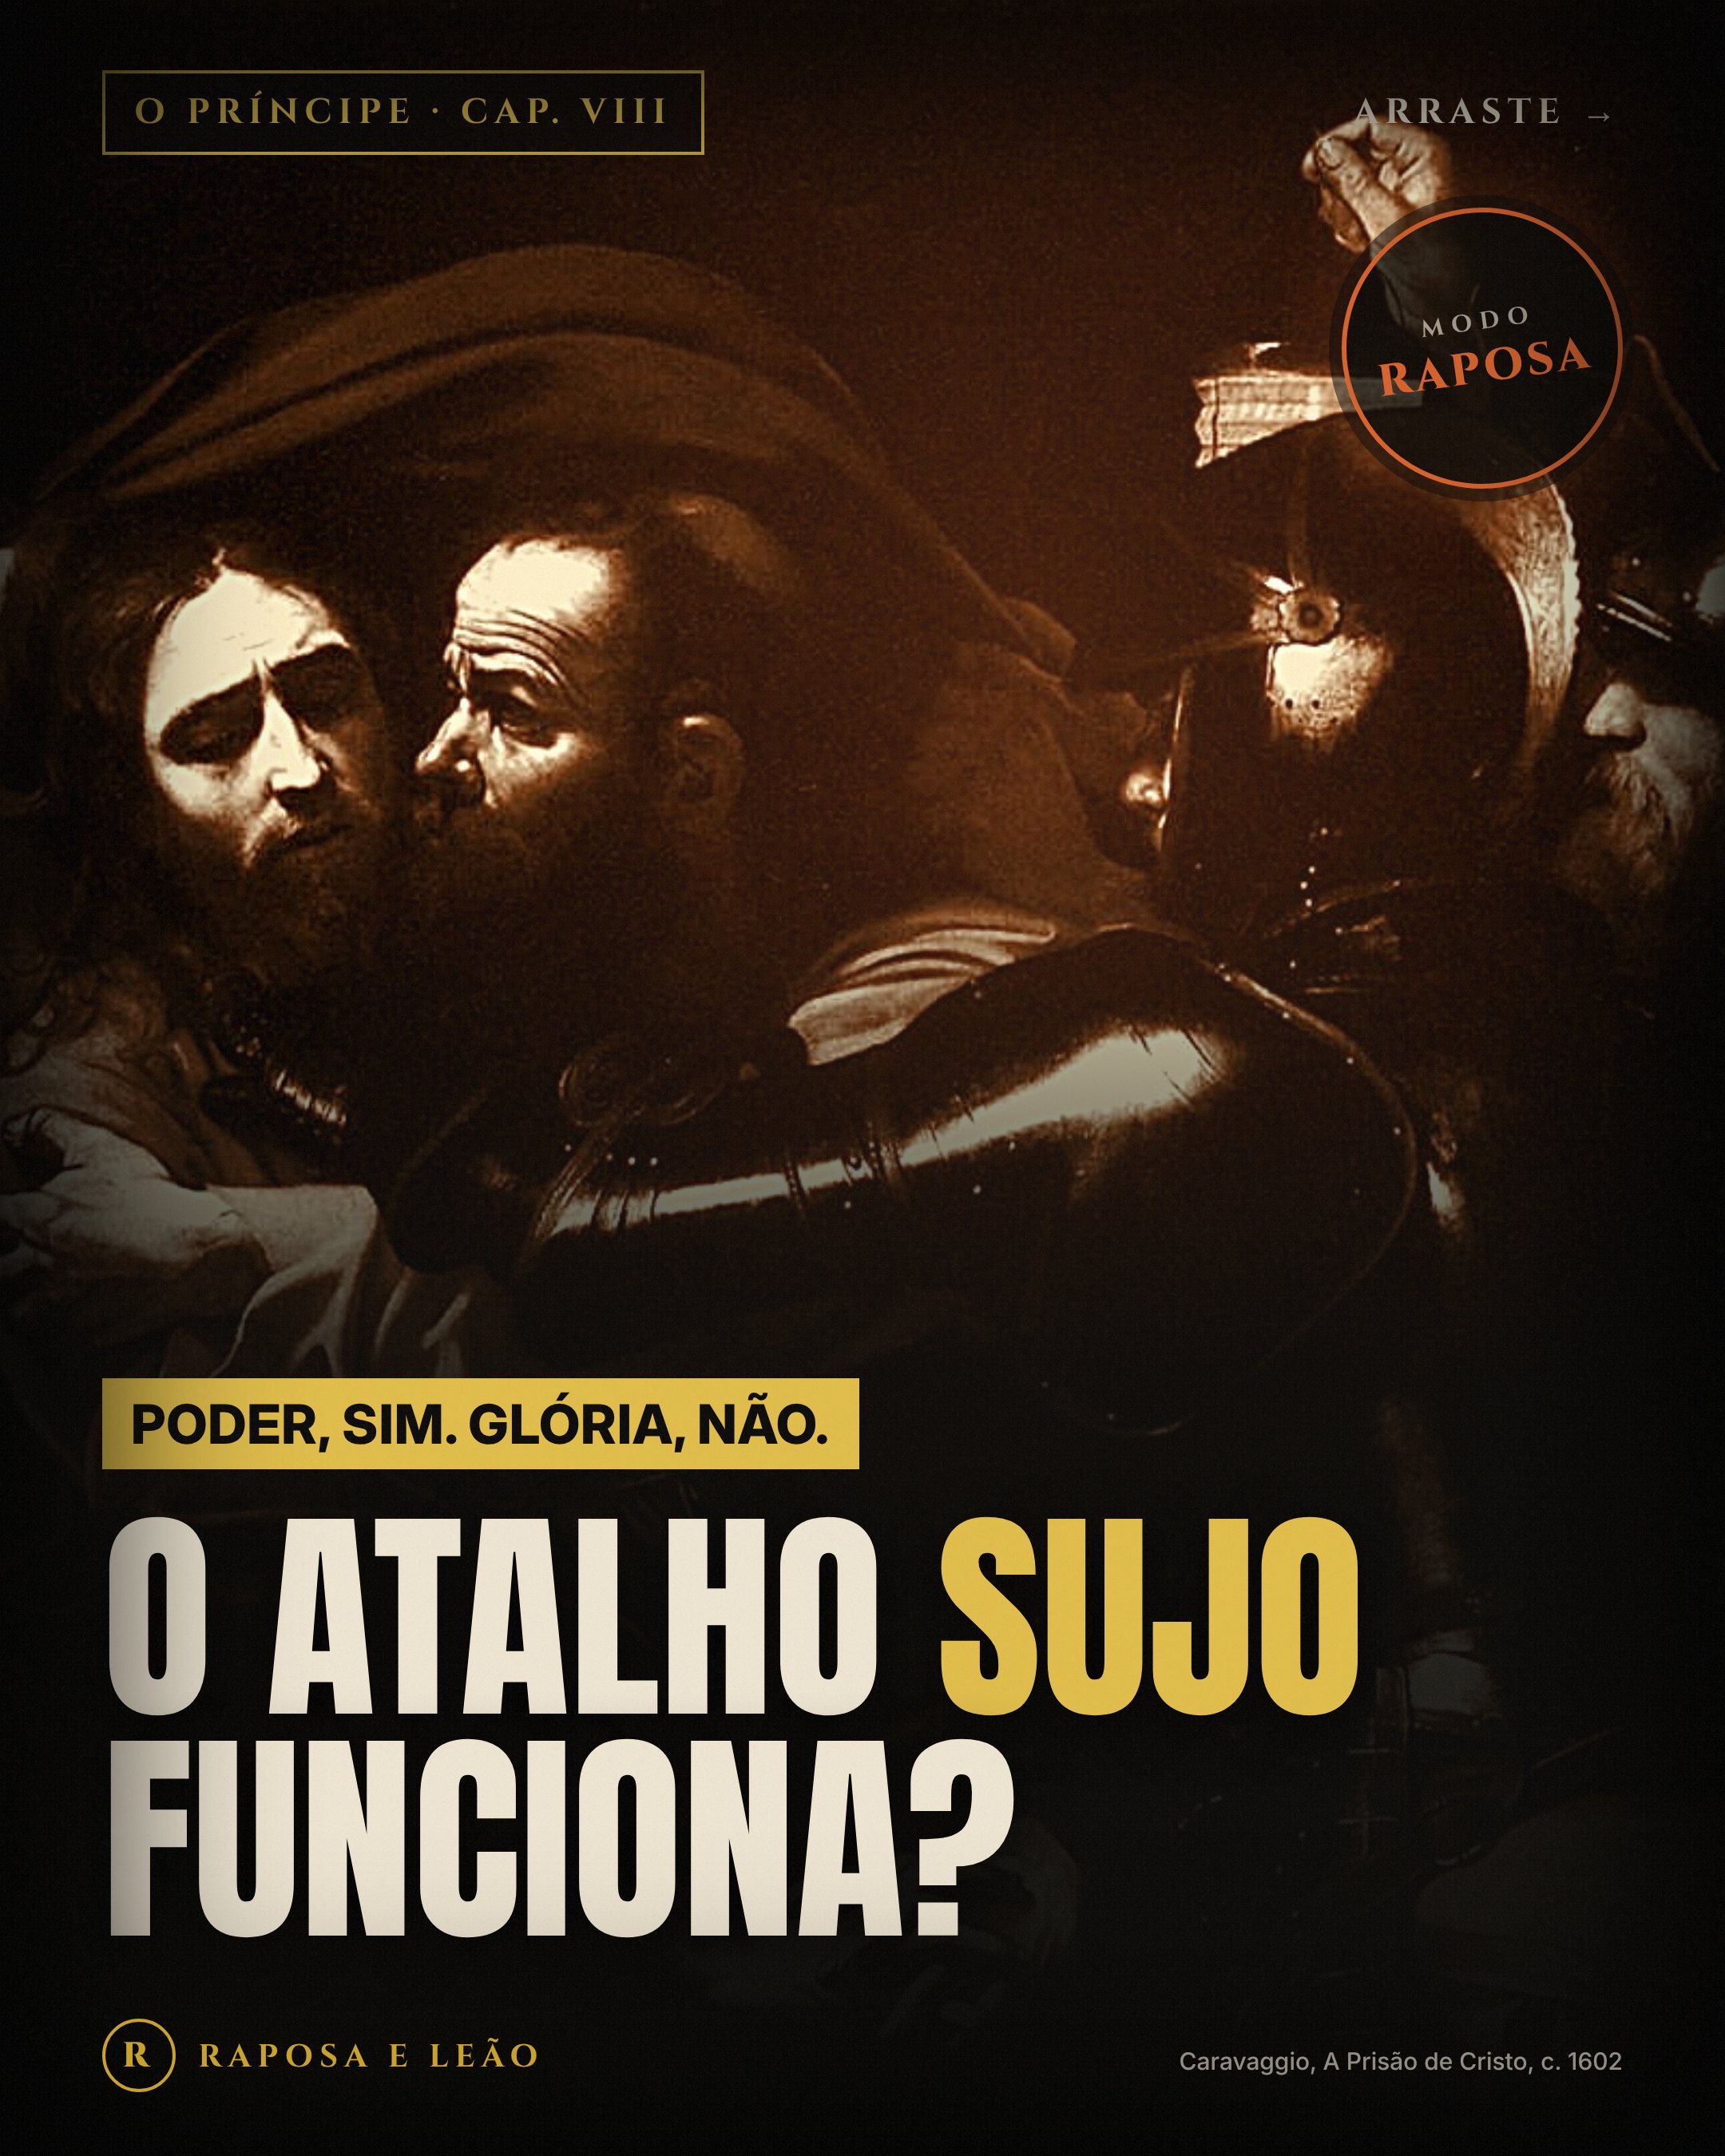 O PRÍNCIPE · CAP. VIII
ARRASTE →
MODO
RAPOSA
PODER, SIM. GLÓRIA, NÃO.
O ATALHO SUJO
FUNCIONA?
R RAPOSA E LEÃO
Caravaggio, A Prisão de Cristo, c. 1602